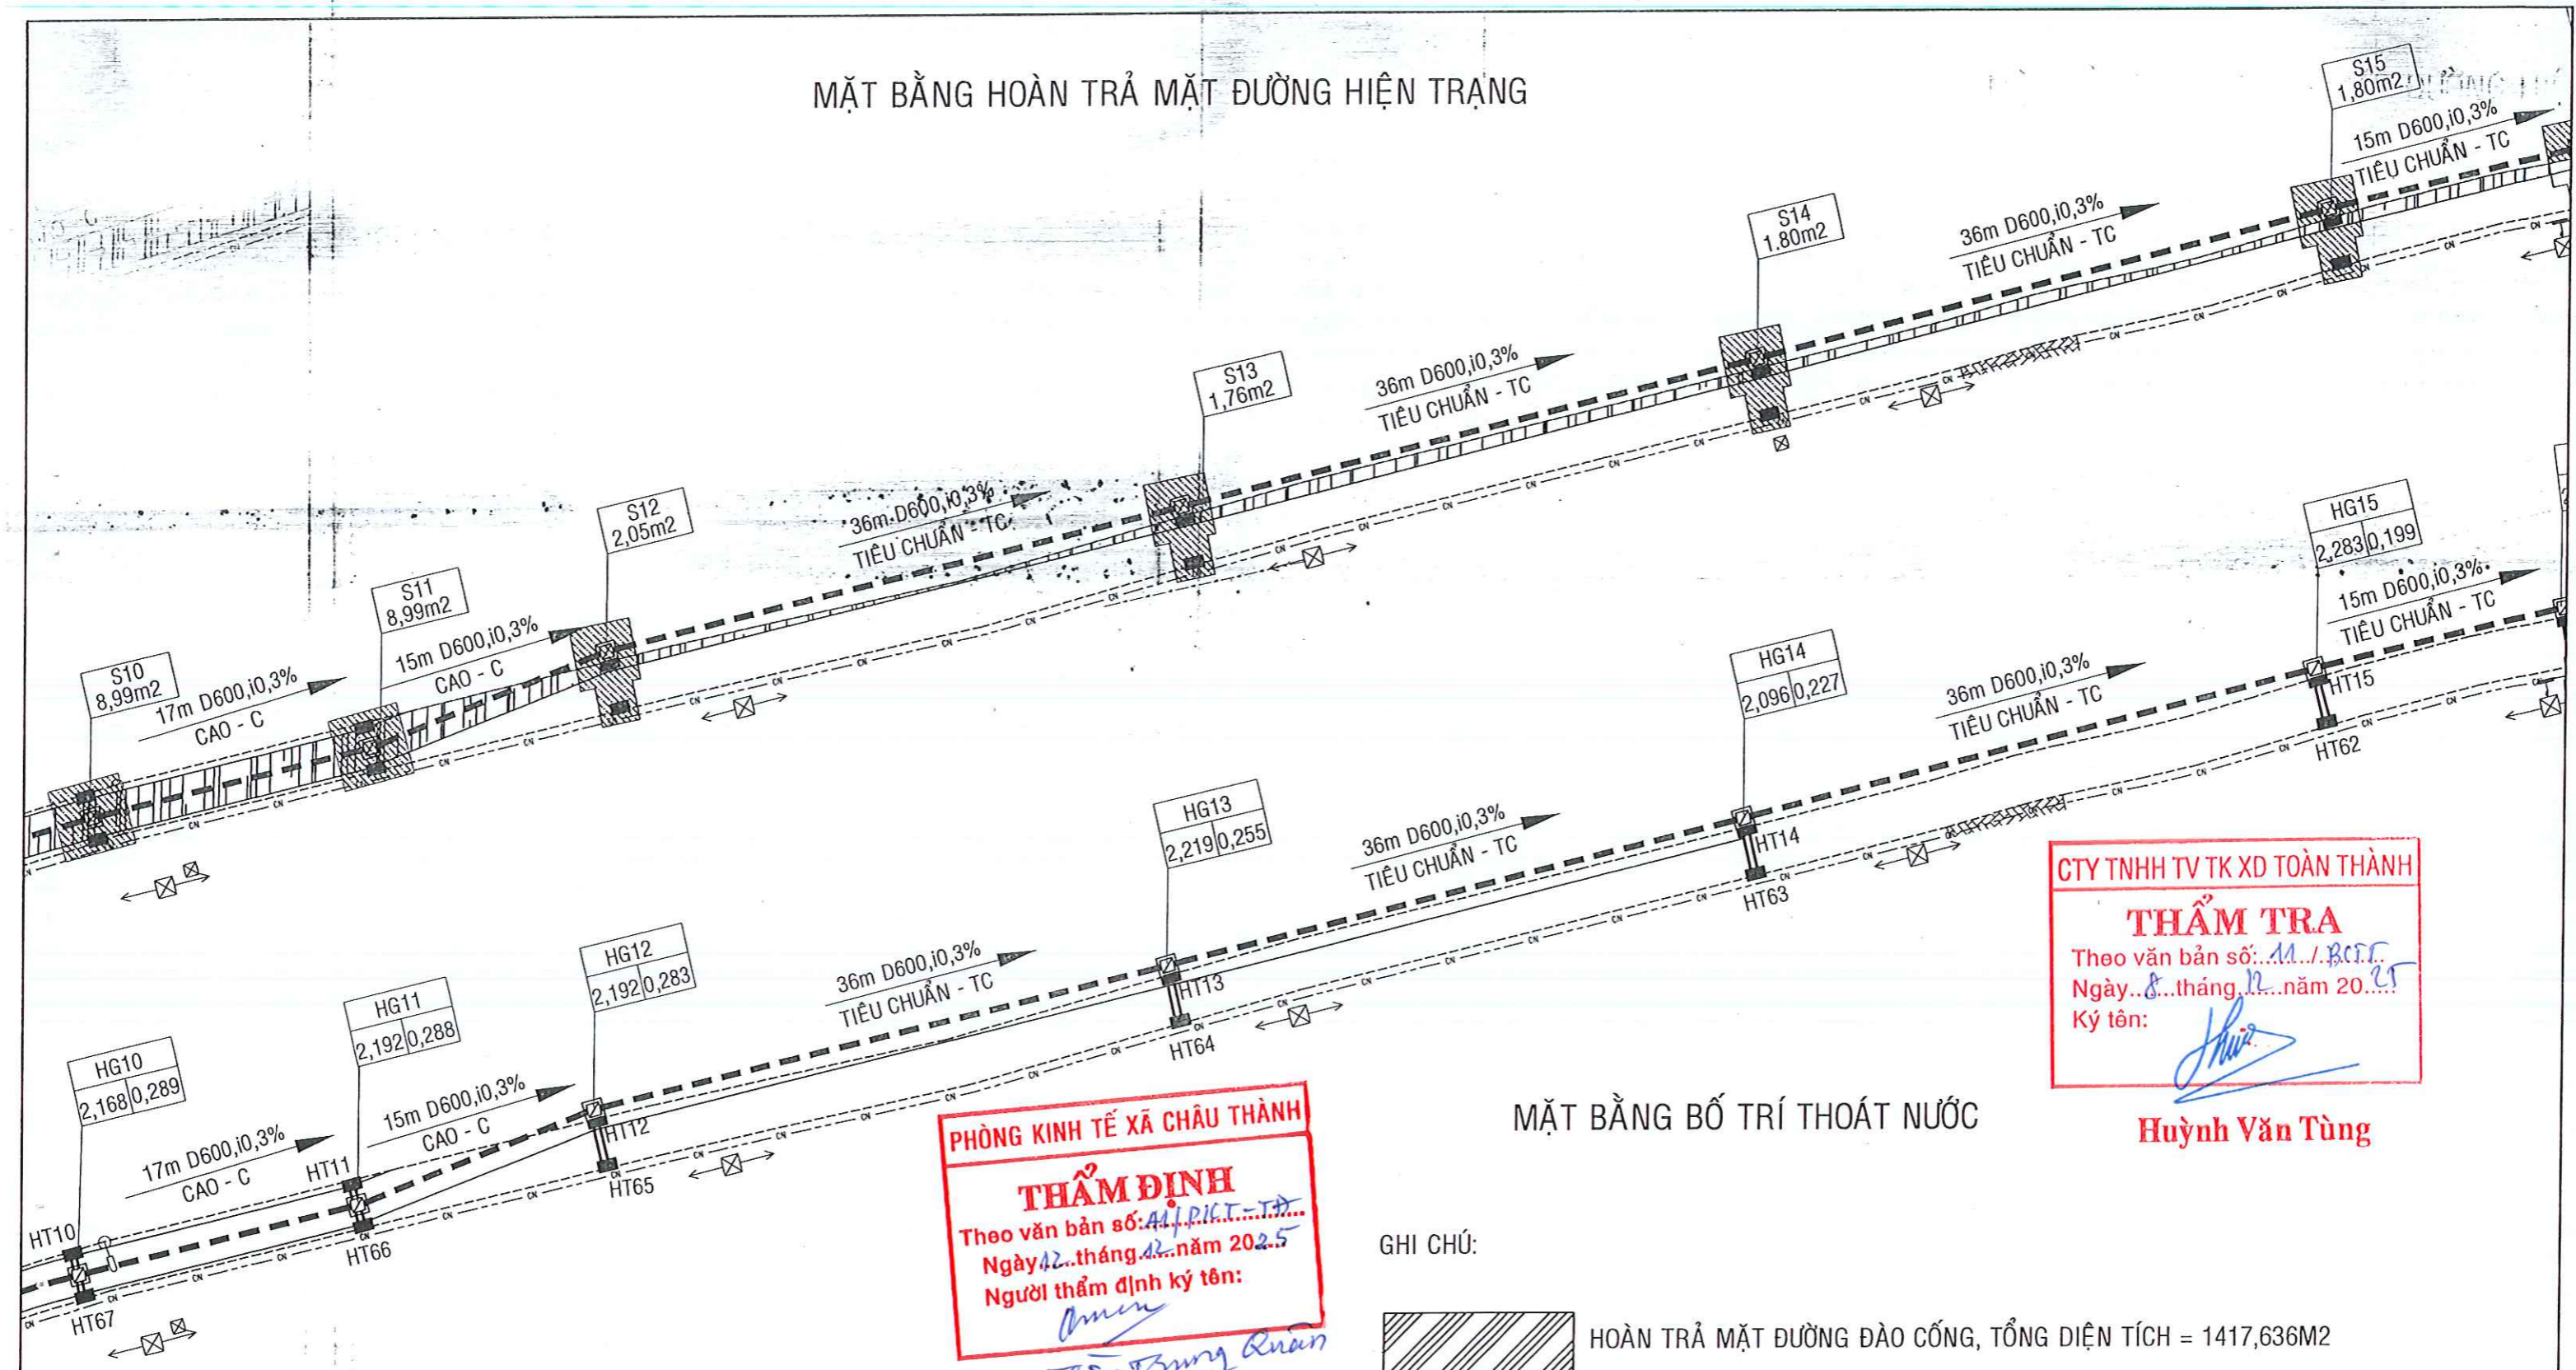 MẶT BẰNG HOÀN TRẢ MẶT ĐƯỜNG HIỆN TRẠNG
S15
1,80m2
15m D600,i0,3%
TIÊU CHUẨN - TC
S14
1.80m2
36m D600,i0,3%
TIÊU CHUẨN - TC
S13
1,76m2
36m D600,i0,3%
TIÊU CHUẨN - TC
S12
2,05m2
36m D600,i0,3%
TIÊU CHUẨN - TC
S11
8,99m2
15m D600,i0,3%
CAO - C
S10
8,99m2
17m D600,i0,3%
CAO - C
HG15
2,283 0,199
15m D600,i0,3%
TIÊU CHUẨN - TC
HT15
HT62
HG14
2,096 0,227
36m D600,i0,3%
TIÊU CHUẨN - TC
HT14
HT63
HG13
2,219 0,255
36m D600,i0,3%
TIÊU CHUẨN - TC
HT13
HT64
HG12
2,192 0,283
36m D600,i0,3%
TIÊU CHUẨN - TC
HT12
HT65
HG11
2,192 0,288
15m D600,i0,3%
CAO - C
HT11
HT66
HG10
2,168 0,289
17m D600,i0,3%
CAO - C
HT10
HT67
CTY TNHH TV TK XD TOÀN THÀNH
THẨM TRA
Theo văn bản số: 11 / BCTT
Ngày 8 tháng 12 năm 20 25
Ký tên:
Huỳnh Văn Tùng
MẶT BẰNG BỐ TRÍ THOÁT NƯỚC
PHÒNG KINH TẾ XÃ CHÂU THÀNH
THẨM ĐỊNH
Theo văn bản số:
Ngày 12 tháng 12 năm 2025
Người thẩm định ký tên:
Trung Quân
GHI CHÚ:
HOÀN TRẢ MẶT ĐƯỜNG ĐÀO CỐNG, TỔNG DIỆN TÍCH = 1417,636M2